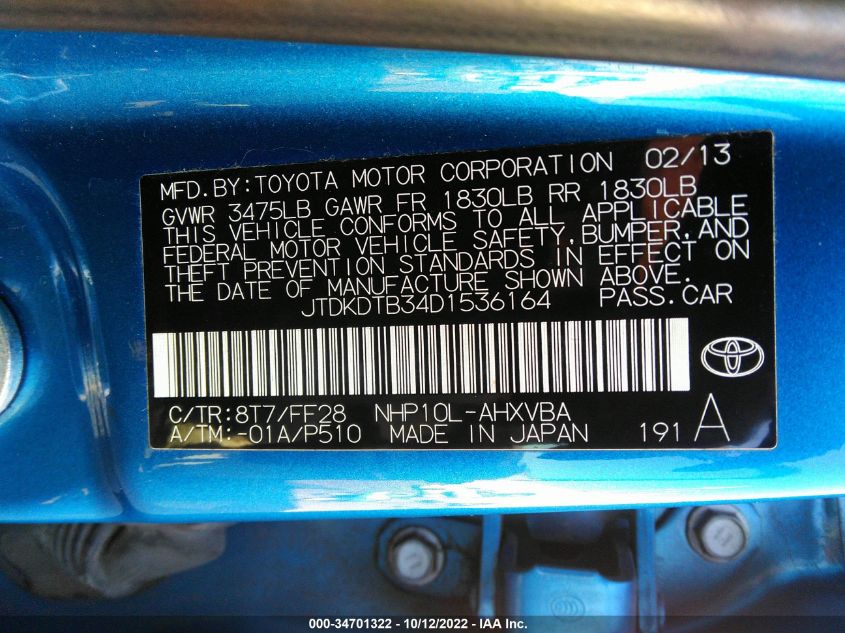 MFD.BY:TOYOTA MOTOR CORPORATION 02/13
GVWR 3475LB GAWR FR 1830LB RR 1830LB
THIS VEHICLE CONFORMS TO ALL APPLICABLE
FEDERAL MOTOR VEHICLE SAFETY,BUMPER,AND
THEFT PREVENTION STANDARDS IN EFFECT ON
THE DATE OF MANUFACTURE SHOWN ABOVE.
JTDKDTB34D1536164 PASS.CAR
C/TR:8T7/FF28 NHP10L-AHXVBA
A/TM:-01A/P510 MADE IN JAPAN 191 A
000-34701322 - 10/12/2022 - IAA Inc.